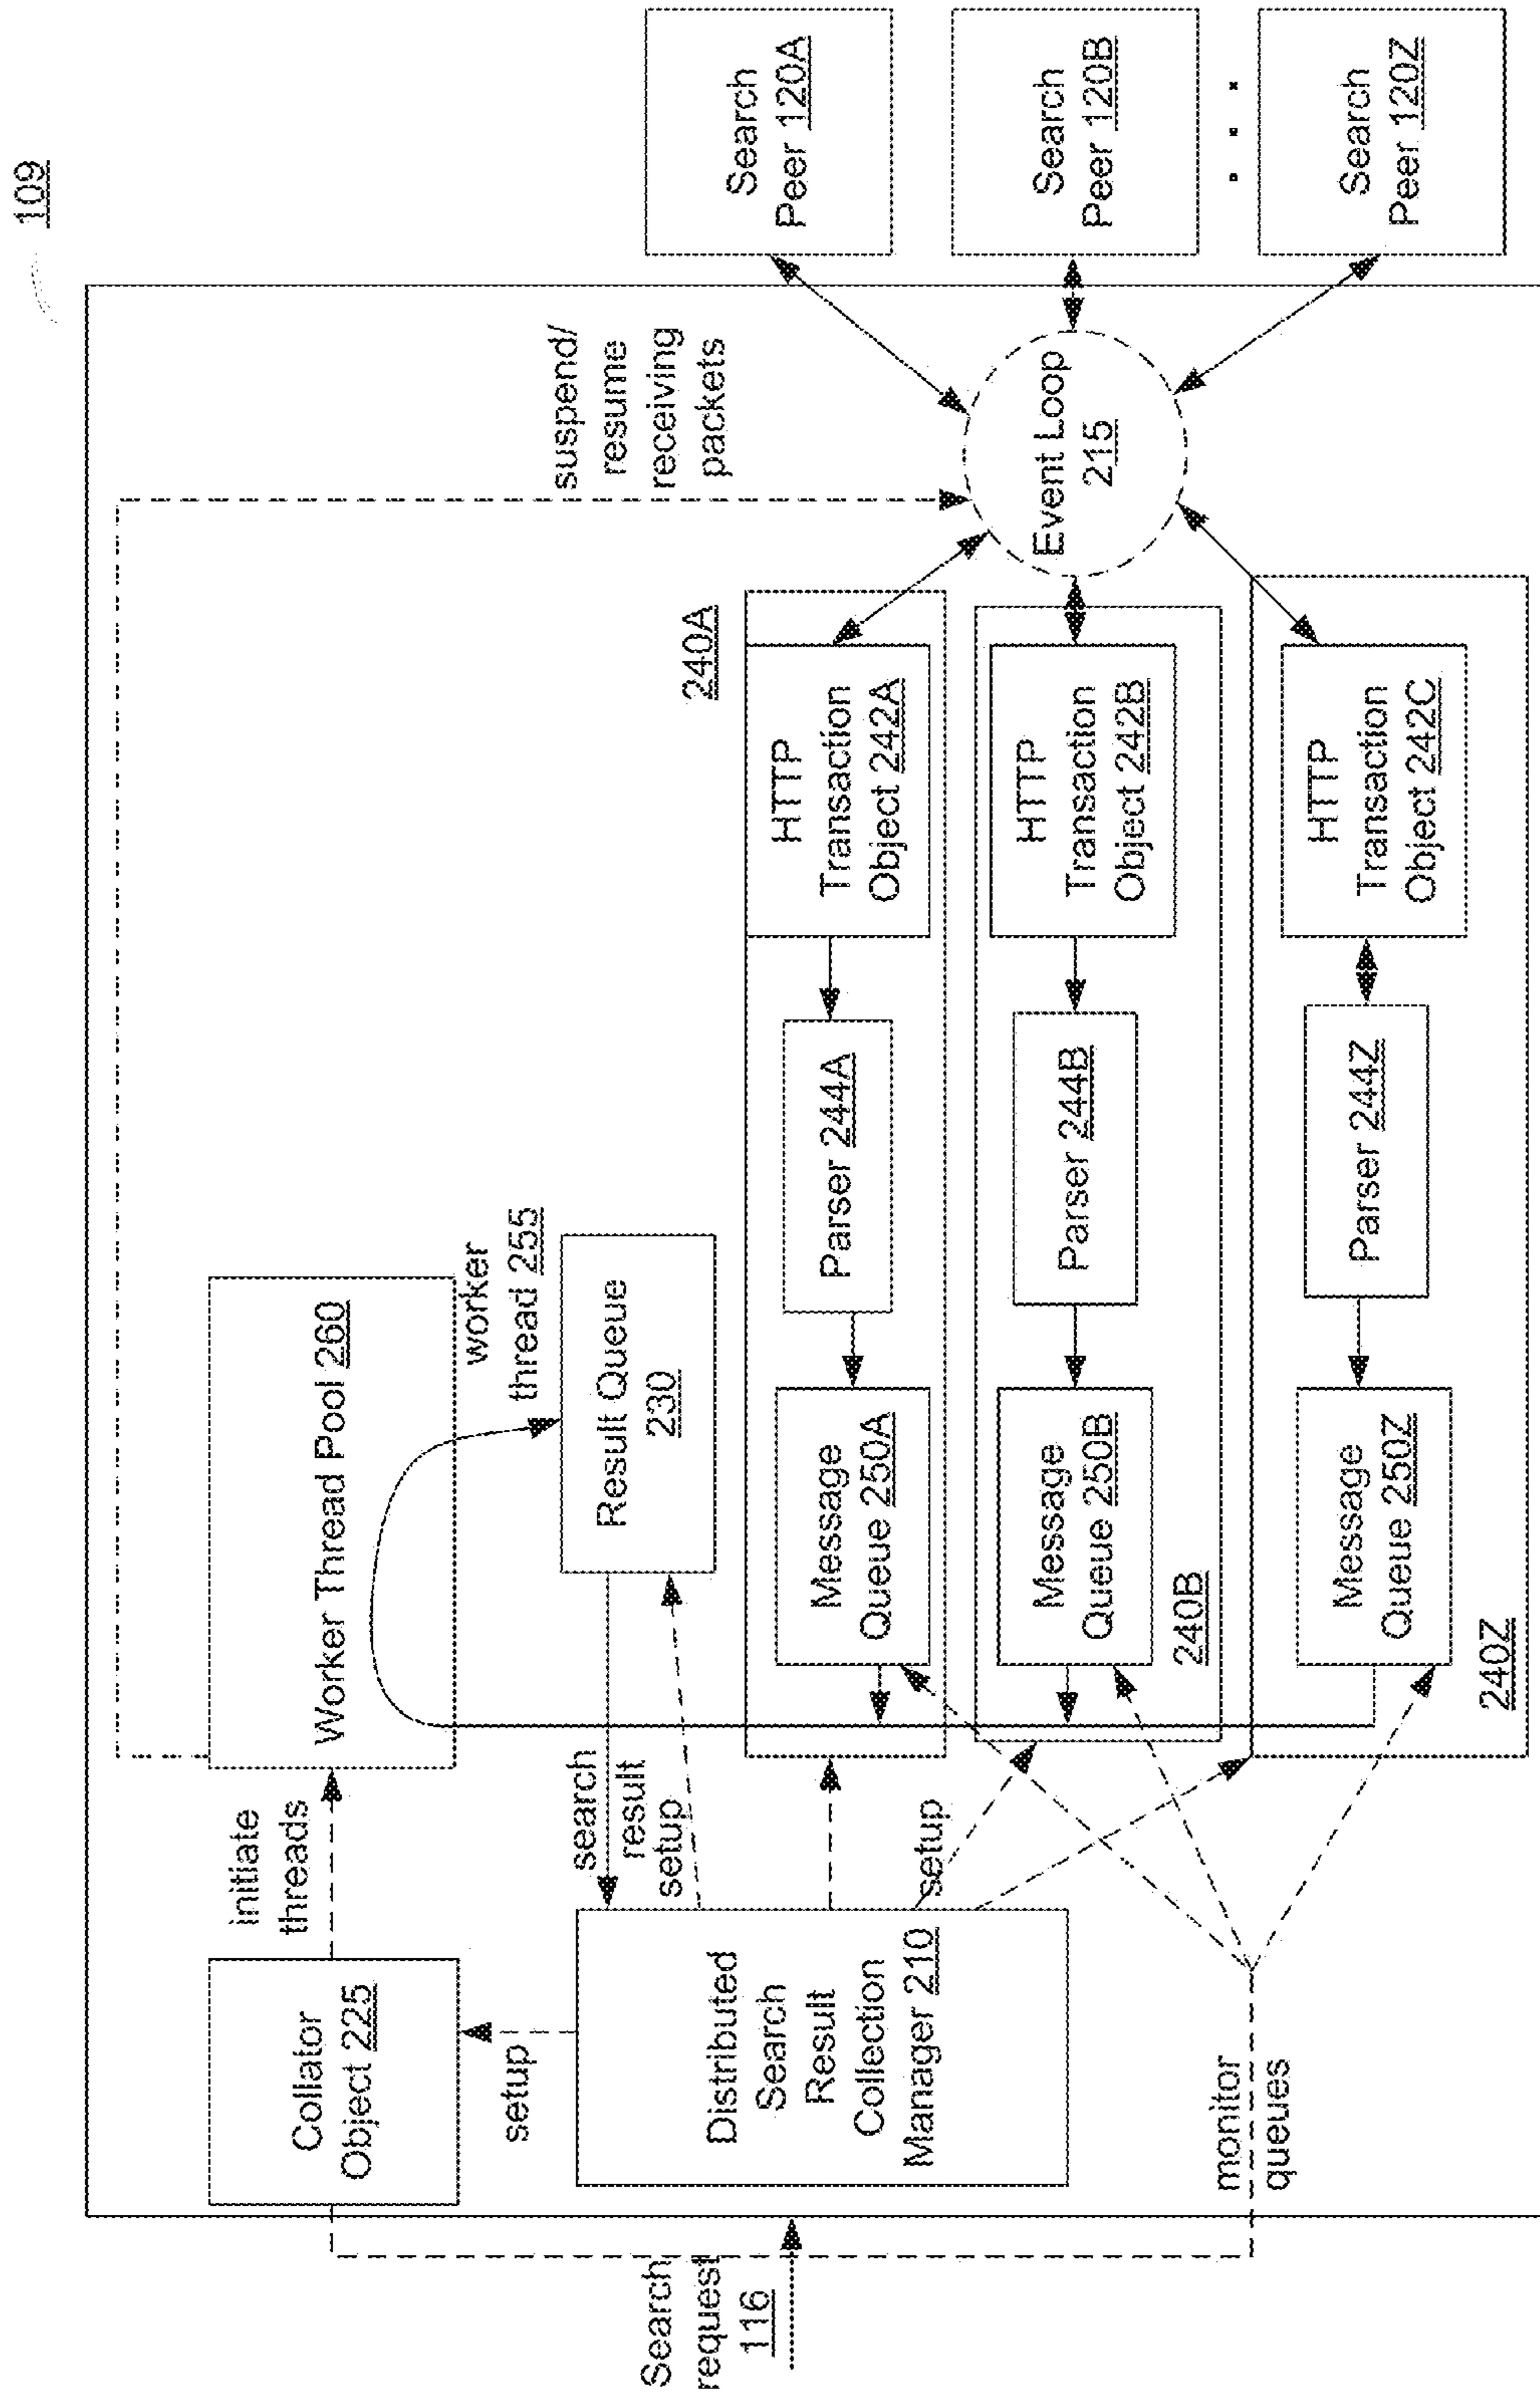 109
Search
request
116
Collator
Object 225
initiate
threads
Worker Thread Pool 260
worker
thread 255
suspend/
resume
receiving
packets
setup
search
result
setup
Result Queue
230
Distributed
Search
Result
Collection
Manager 210
setup
monitor
queues
240A
Message
Queue 250A
Parser 244A
HTTP
Transaction
Object 242A
240B
Message
Queue 250B
Parser 244B
HTTP
Transaction
Object 242B
240Z
Message
Queue 250Z
Parser 244Z
HTTP
Transaction
Object 242C
Event Loop
215
Search
Peer 120A
Search
Peer 120B
Search
Peer 120Z